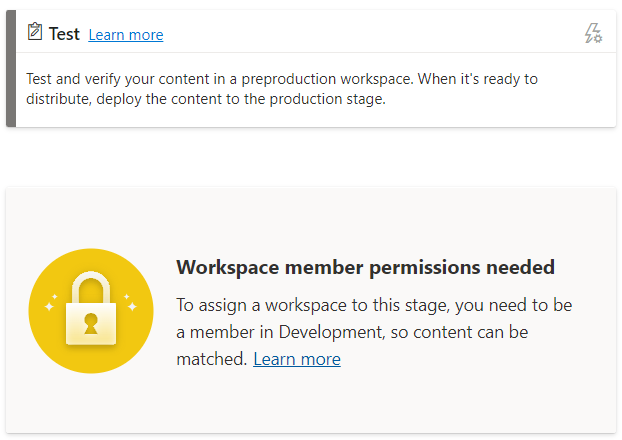 Test Learn more
Test and verify your content in a preproduction workspace. When it's ready to
distribute, deploy the content to the production stage.
Workspace member permissions needed
To assign a workspace to this stage, you need to be
a member in Development, so content can be
matched. Learn more